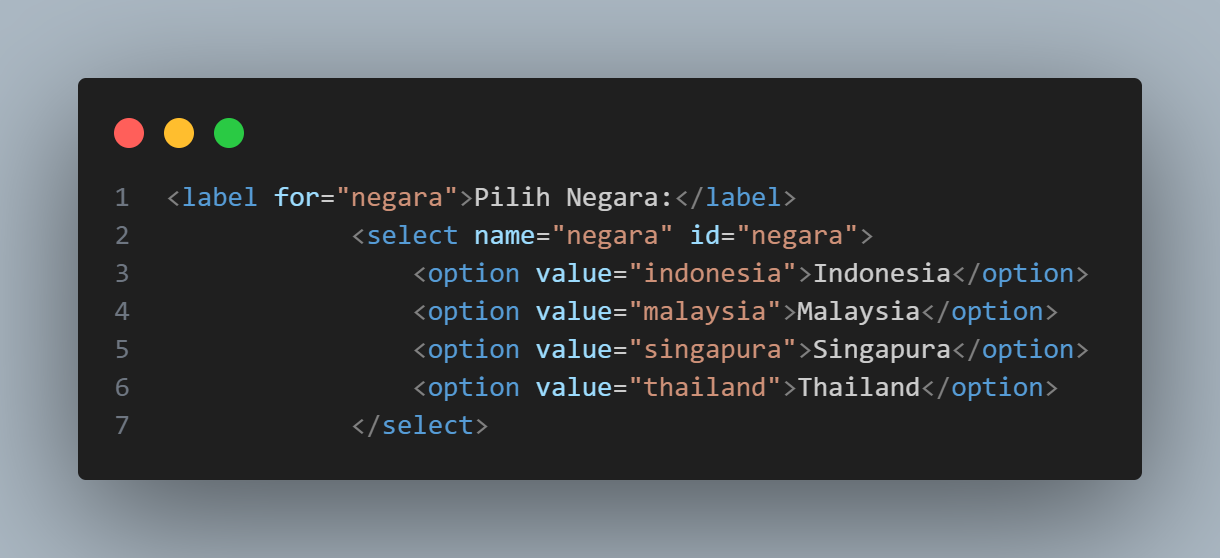 1 <label for="negara">Pilih Negara:</label>
2             <select name="negara" id="negara">
3                 <option value="indonesia">Indonesia</option>
4                 <option value="malaysia">Malaysia</option>
5                 <option value="singapura">Singapura</option>
6                 <option value="thailand">Thailand</option>
7             </select>